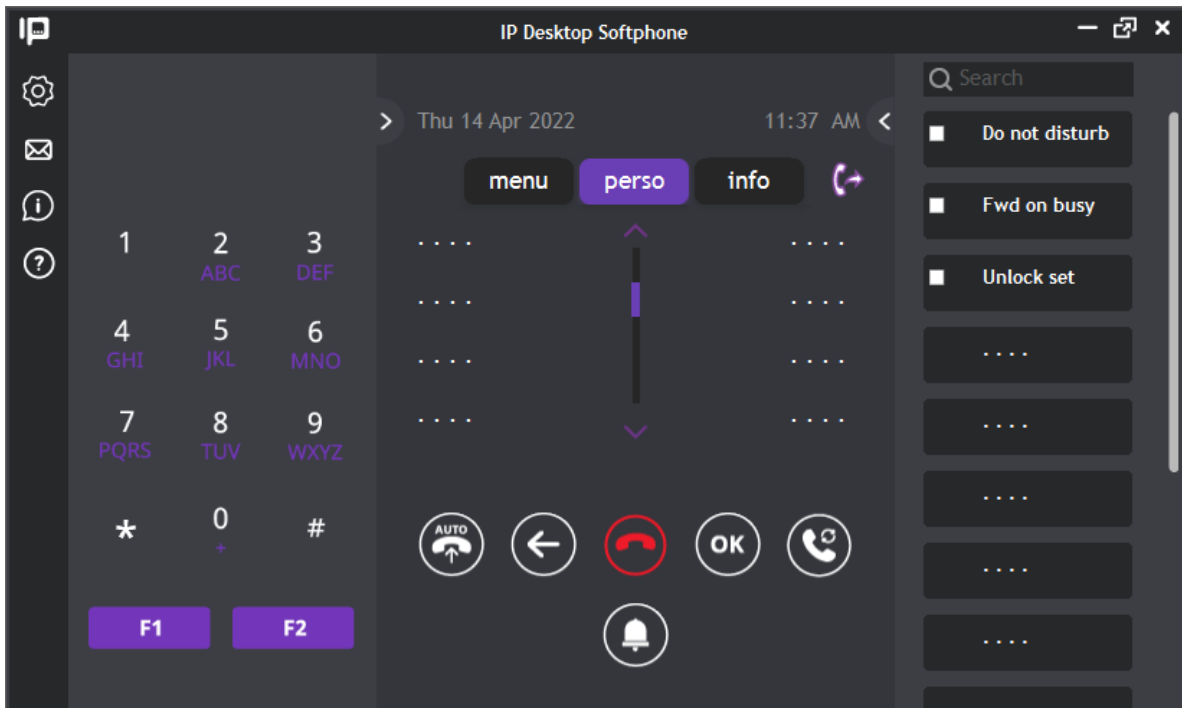 IP
IP Desktop Softphone
Search
Thu 14 Apr 2022
11:37 AM
Do not disturb
menu
perso
info
Fwd on busy
1
2
ABC
3
DEF
. . . .
. . . .
Unlock set
. . . .
. . . .
4
GHI
5
JKL
6
MNO
. . . .
. . . .
. . . .
7
PQRS
8
TUV
9
WXYZ
. . . .
. . . .
. . . .
. . . .
*
0
+
#
AUTO
OK
. . . .
F1
F2
. . . .